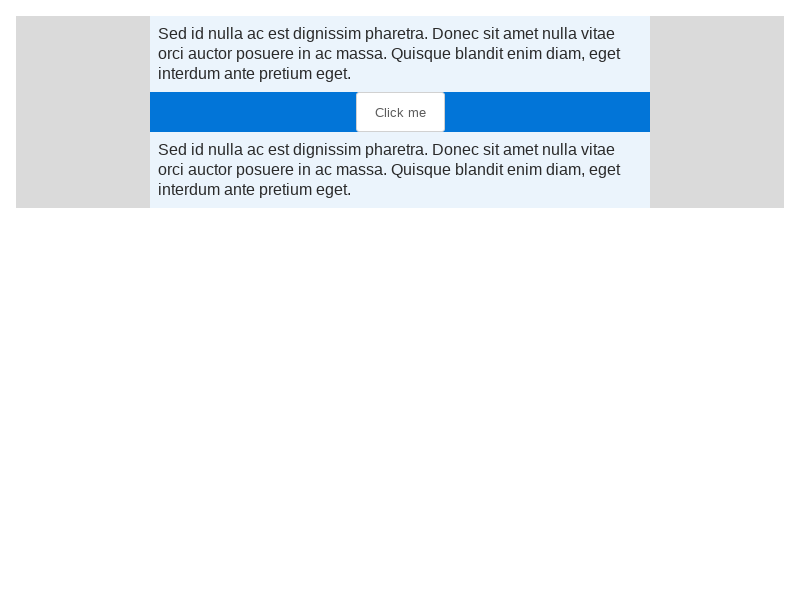 Sed id nulla ac est dignissim pharetra. Donec sit amet nulla vitae
orci auctor posuere in ac massa. Quisque blandit enim diam, eget
interdum ante pretium eget.
Click me
Sed id nulla ac est dignissim pharetra. Donec sit amet nulla vitae
orci auctor posuere in ac massa. Quisque blandit enim diam, eget
interdum ante pretium eget.